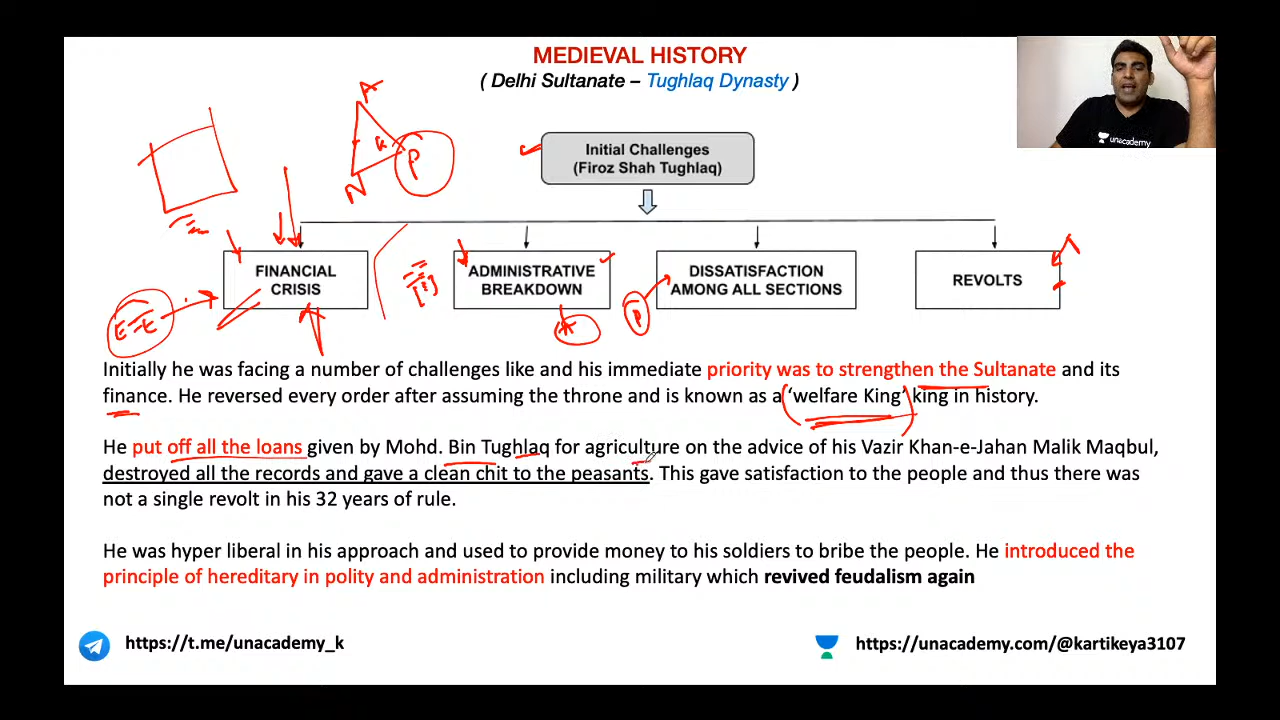 MEDIEVAL HISTORY
( Delhi Sultanate – Tughlaq Dynasty )
unacademy
Initial Challenges
(Firoz Shah Tughlaq)
A
K
P
N
FINANCIAL
CRISIS
ADMINISTRATIVE
BREAKDOWN
DISSATISFACTION
AMONG ALL SECTIONS
REVOLTS
P
Initially he was facing a number of challenges like and his immediate priority was to strengthen the Sultanate and its
finance. He reversed every order after assuming the throne and is known as a ‘welfare King’ king in history.
He put off all the loans given by Mohd. Bin Tughlaq for agriculture on the advice of his Vazir Khan-e-Jahan Malik Maqbul,
destroyed all the records and gave a clean chit to the peasants. This gave satisfaction to the people and thus there was
not a single revolt in his 32 years of rule.
He was hyper liberal in his approach and used to provide money to his soldiers to bribe the people. He introduced the
principle of hereditary in polity and administration including military which revived feudalism again
https://t.me/unacademy_k
https://unacademy.com/@kartikeya3107